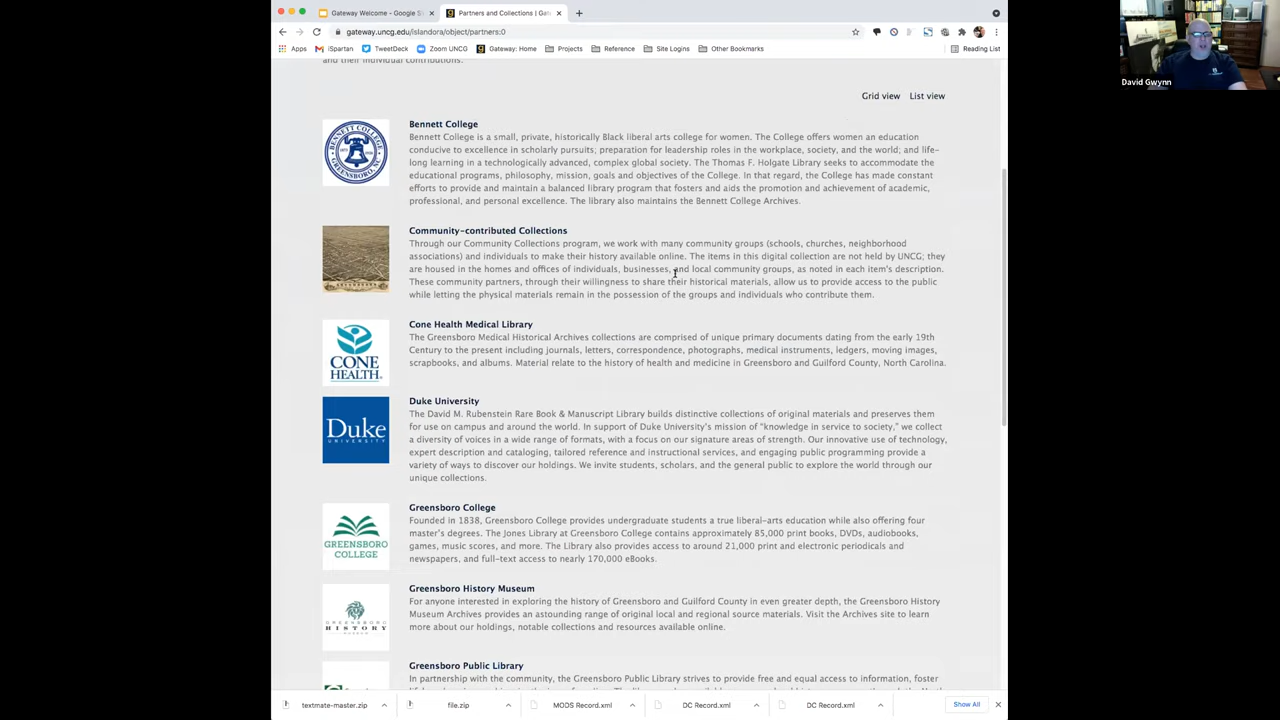 Gateway Welcome - Google S
Partners and Collections | Gat
gateway.uncg.edu/islandora/object/partners:0
Apps
iSpartan
TweetDeck
Zoom UNCG
Gateway: Home
Projects
Reference
Site Logins
Other Bookmarks
Reading List
David Gwynn
and their individual contributions.
Grid view
List view
BENNETT COLLEGE
GREENSBORO, NC
Bennett College
Bennett College is a small, private, historically Black liberal arts college for women. The College offers women an education
conducive to excellence in scholarly pursuits; preparation for leadership roles in the workplace, society, and the world; and life-
long learning in a technologically advanced, complex global society. The Thomas F. Holgate Library seeks to accommodate the
educational programs, philosophy, mission, goals and objectives of the College. In that regard, the College has made constant
efforts to provide and maintain a balanced library program that fosters and aids the promotion and achievement of academic,
professional, and personal excellence. The library also maintains the Bennett College Archives.
Community-contributed Collections
Through our Community Collections program, we work with many community groups (schools, churches, neighborhood
associations) and individuals to make their history available online. The items in this digital collection are not held by UNCG; they
are housed in the homes and offices of individuals, businesses, and local community groups, as noted in each item's description.
These community partners, through their willingness to share their historical materials, allow us to provide access to the public
while letting the physical materials remain in the possession of the groups and individuals who contribute them.
CONE
HEALTH
Cone Health Medical Library
The Greensboro Medical Historical Archives collections are comprised of unique primary documents dating from the early 19th
Century to the present including journals, letters, correspondence, photographs, medical instruments, ledgers, moving images,
scrapbooks, and albums. Material relate to the history of health and medicine in Greensboro and Guilford County, North Carolina.
Duke
UNIVERSITY
Duke University
The David M. Rubenstein Rare Book & Manuscript Library builds distinctive collections of original materials and preserves them
for use on campus and around the world. In support of Duke University's mission of "knowledge in service to society," we collect
a diversity of voices in a wide range of formats, with a focus on our signature areas of strength. Our innovative use of technology,
expert description and cataloging, tailored reference and instructional services, and engaging public programming provide a
variety of ways to discover our holdings. We invite students, scholars, and the general public to explore the world through our
unique collections.
GREENSBORO
COLLEGE
Greensboro College
Founded in 1838, Greensboro College provides undergraduate students a true liberal-arts education while also offering four
master's degrees. The Jones Library at Greensboro College contains approximately 85,000 print books, DVDs, audiobooks,
games, music scores, and more. The Library also provides access to around 21,000 print and electronic periodicals and
newspapers, and full-text access to nearly 170,000 eBooks.
GREENSBORO
HISTORY
MUSEUM
Greensboro History Museum
For anyone interested in exploring the history of Greensboro and Guilford County in even greater depth, the Greensboro History
Museum Archives provides an astounding range of original local and regional source materials. Visit the Archives site to learn
more about our holdings, notable collections and resources available online.
Greensboro Public Library
In partnership with the community, the Greensboro Public Library strives to provide free and equal access to information, foster
textmate-master.zip
file.zip
MODS Record.xml
DC Record.xml
DC Record.xml
Show All